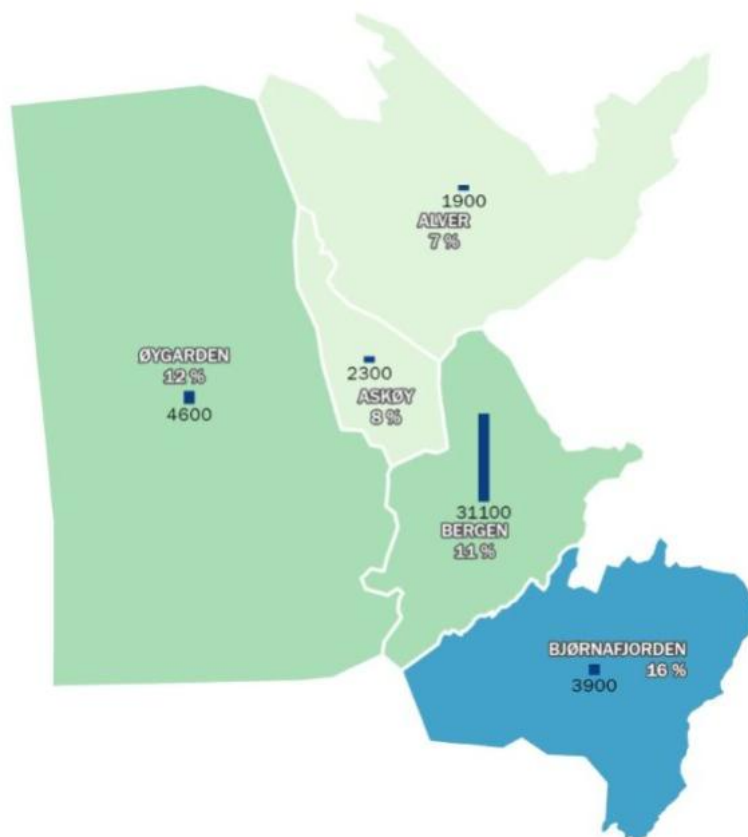 1900
ALVER
7 %
ØYGARDEN
12 %
4600
2300
ASKØY
8 %
31100
BERGEN
11 %
BJØRNAFJORDEN
16 %
3900